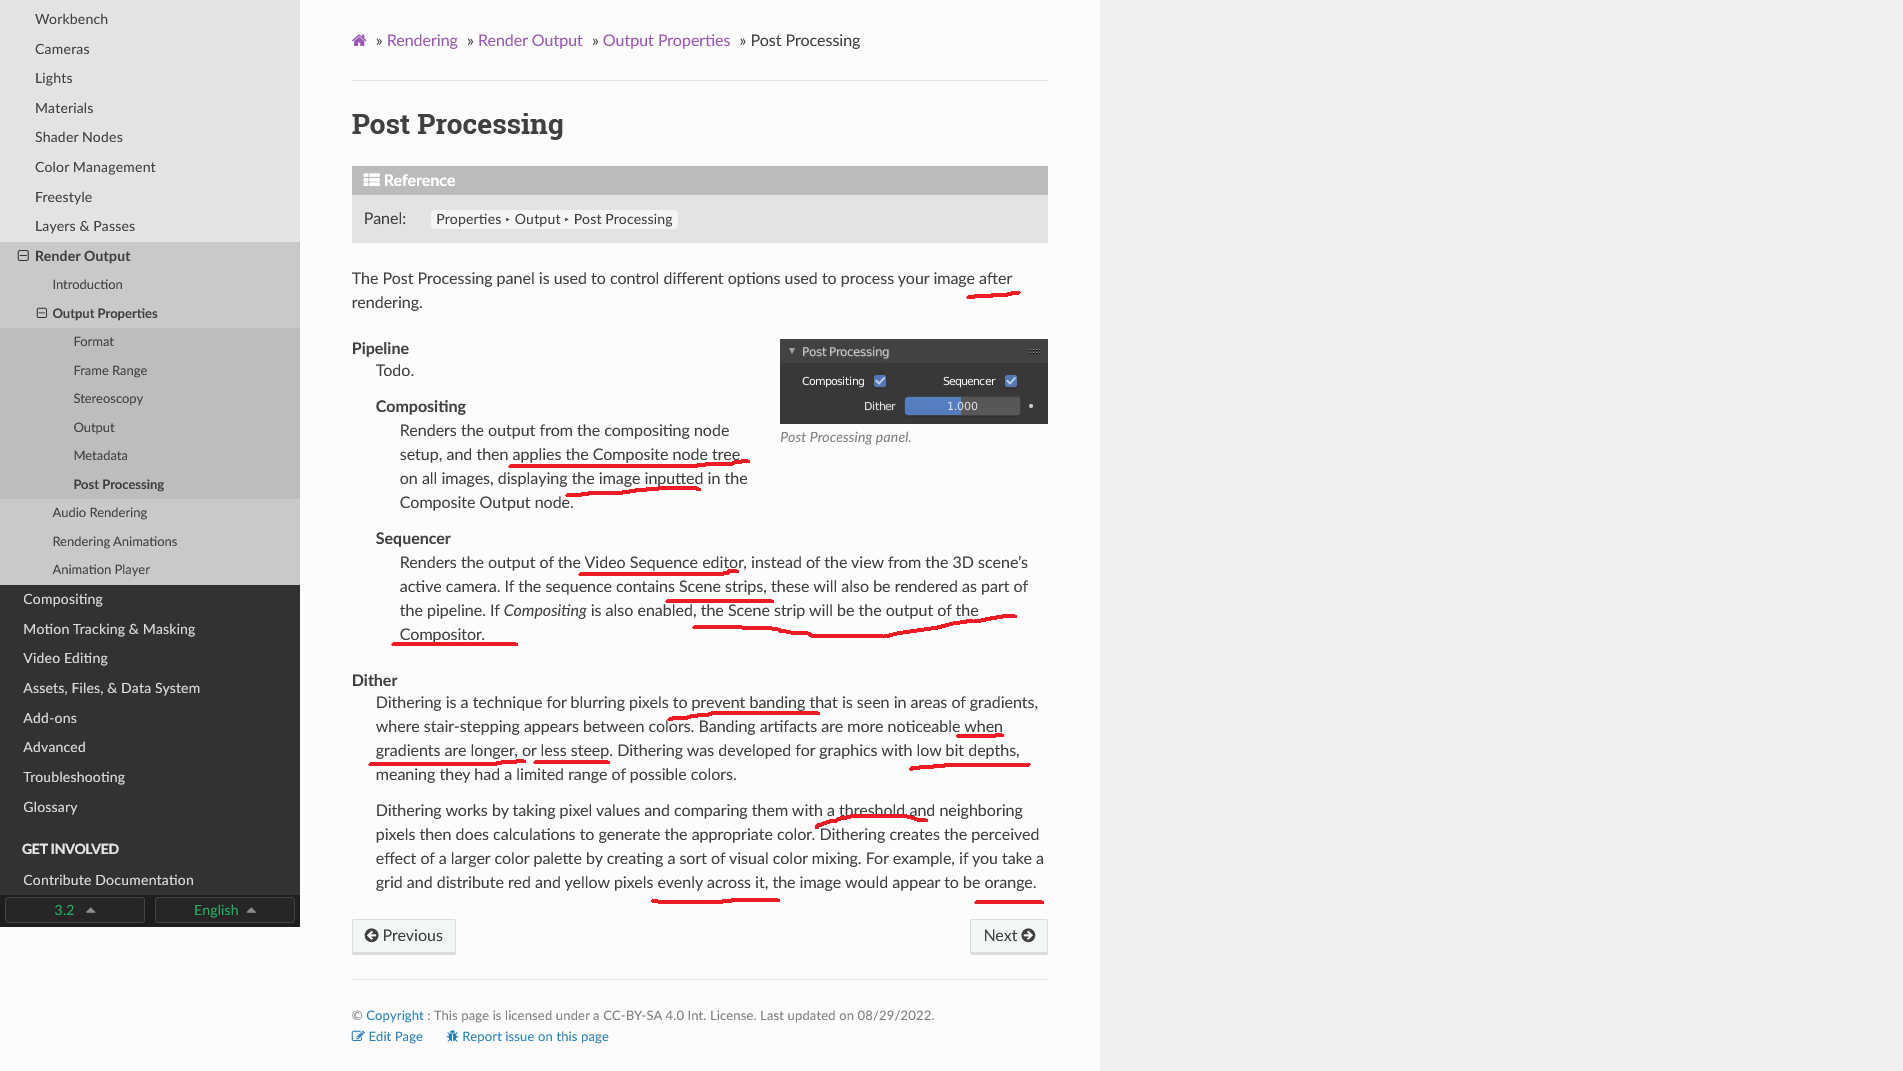 Workbench
Cameras
Lights
Materials
Shader Nodes
Color Management
Freestyle
Layers & Passes
Render Output
Introduction
Output Properties
Format
Frame Range
Stereoscopy
Output
Metadata
Post Processing
Audio Rendering
Rendering Animations
Animation Player
Compositing
Motion Tracking & Masking
Video Editing
Assets, Files, & Data System
Add-ons
Advanced
Troubleshooting
Glossary
GET INVOLVED
Contribute Documentation
3.2 English
» Rendering » Render Output » Output Properties » Post Processing
Post Processing
Reference
Panel: Properties ‣ Output ‣ Post Processing
The Post Processing panel is used to control different options used to process your image after
rendering.
Pipeline
Todo.
Compositing
Renders the output from the compositing node
setup, and then applies the Composite node tree
on all images, displaying the image inputted in the
Composite Output node.
Post Processing
Compositing Sequencer
Dither 1.000
Post Processing panel.
Sequencer
Renders the output of the Video Sequence editor, instead of the view from the 3D scene’s
active camera. If the sequence contains Scene strips, these will also be rendered as part of
the pipeline. If Compositing is also enabled, the Scene strip will be the output of the
Compositor.
Dither
Dithering is a technique for blurring pixels to prevent banding that is seen in areas of gradients,
where stair-stepping appears between colors. Banding artifacts are more noticeable when
gradients are longer, or less steep. Dithering was developed for graphics with low bit depths,
meaning they had a limited range of possible colors.
Dithering works by taking pixel values and comparing them with a threshold and neighboring
pixels then does calculations to generate the appropriate color. Dithering creates the perceived
effect of a larger color palette by creating a sort of visual color mixing. For example, if you take a
grid and distribute red and yellow pixels evenly across it, the image would appear to be orange.
Previous Next
© Copyright : This page is licensed under a CC-BY-SA 4.0 Int. License. Last updated on 08/29/2022.
Edit Page Report issue on this page